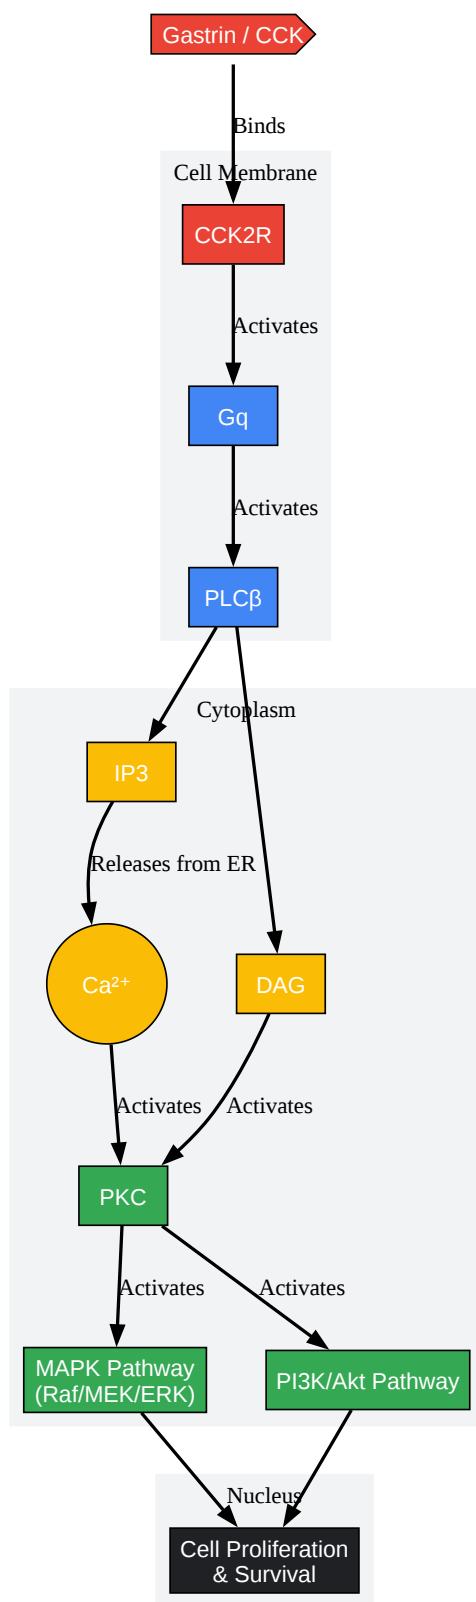 Gastrin / CCK
Binds
Cell Membrane
CCK2R
Activates
Gq
Activates
PLCβ
Cytoplasm
IP3
Releases from ER
Ca²⁺
DAG
Activates
Activates
PKC
Activates
Activates
MAPK Pathway
(Raf/MEK/ERK)
PI3K/Akt Pathway
Nucleus
Cell Proliferation
& Survival